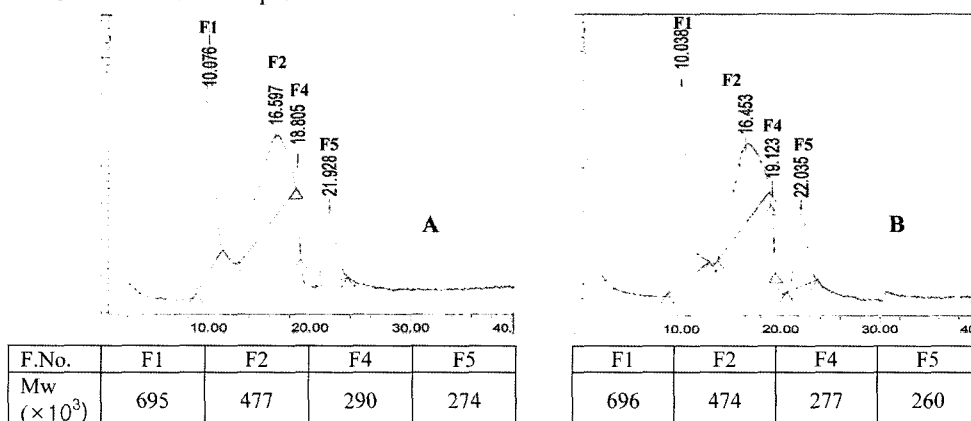 F1
10.076
F2
16.597
F4
18.805
F5
21.928
A
10.00 20.00 30.00 40.
F.No. F1 F2 F4 F5
Mw (×10³) 695 477 290 274
F1
10.038
F2
16.453
F4
19.123
F5
22.035
B
10.00 20.00 30.00 40.
F1 F2 F4 F5
696 474 277 260